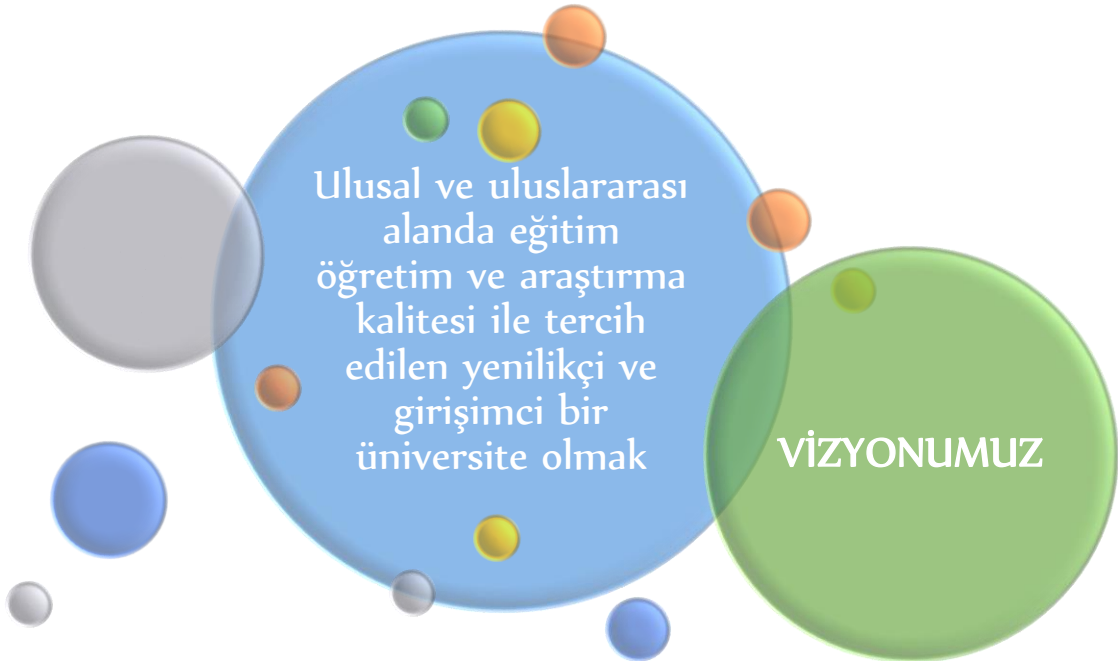 Ulusal ve uluslararası
alanda eğitim
öğretim ve araştırma
kalitesi ile tercih
edilen yenilikçi ve
girişimci bir
üniversite olmak
VİZYONUMUZ